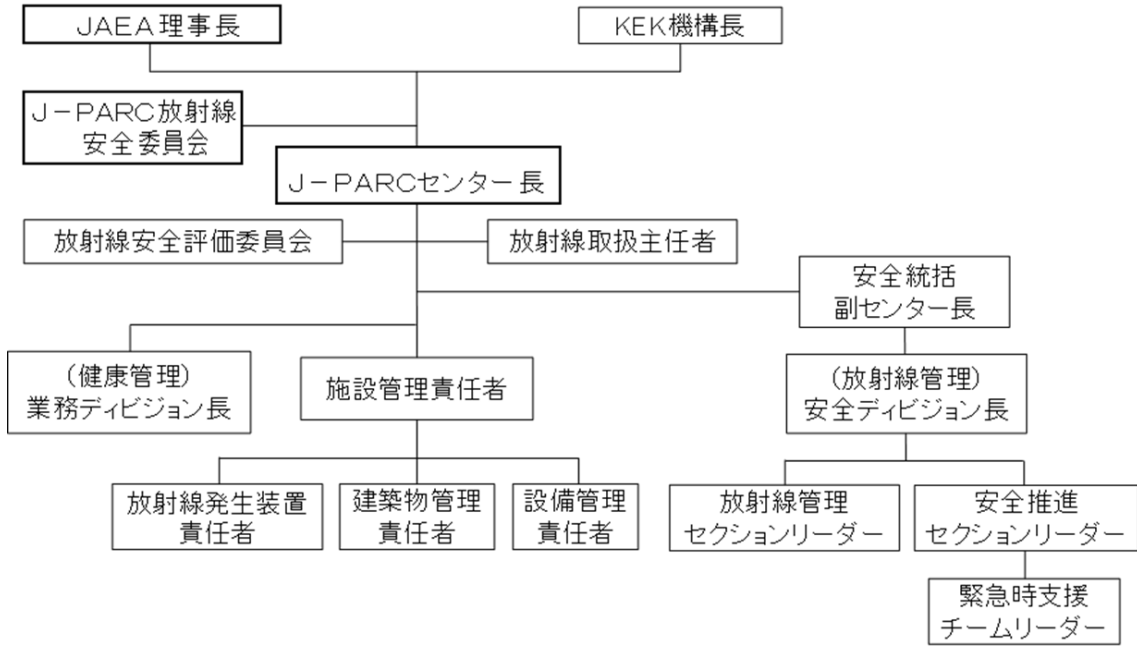 JAEA理事長
KEK機構長
J－PARC放射線
安全委員会
J－PARCセンター長
放射線安全評価委員会
放射線取扱主任者
安全統括
副センター長
(健康管理)
業務ディビジョン長
施設管理責任者
(放射線管理)
安全ディビジョン長
放射線発生装置
責任者
建築物管理
責任者
設備管理
責任者
放射線管理
セクションリーダー
安全推進
セクションリーダー
緊急時支援
チームリーダー